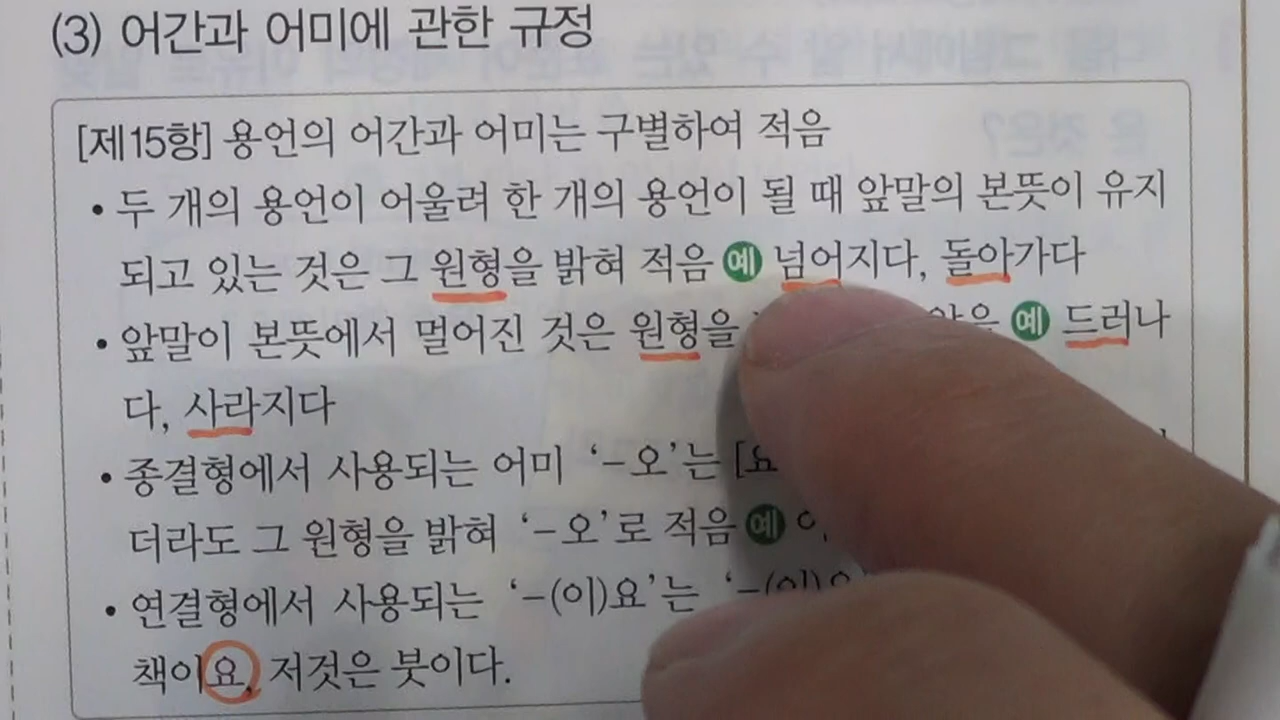 (3) 어간과 어미에 관한 규정
[제15항] 용언의 어간과 어미는 구별하여 적음
• 두 개의 용언이 어울려 한 개의 용언이 될 때 앞말의 본뜻이 유지
되고 있는 것은 그 원형을 밝혀 적음 예 넘어지다, 돌아가다
• 앞말이 본뜻에서 멀어진 것은 원형을 예 드러나
다, 사라지다
• 종결형에서 사용되는 어미 ‘-오’는 [요
더라도 그 원형을 밝혀 ‘-오’로 적음 예
• 연결형에서 사용되는 ‘-(이)요’는 ‘-(이)요’
책이요, 저것은 붓이다.